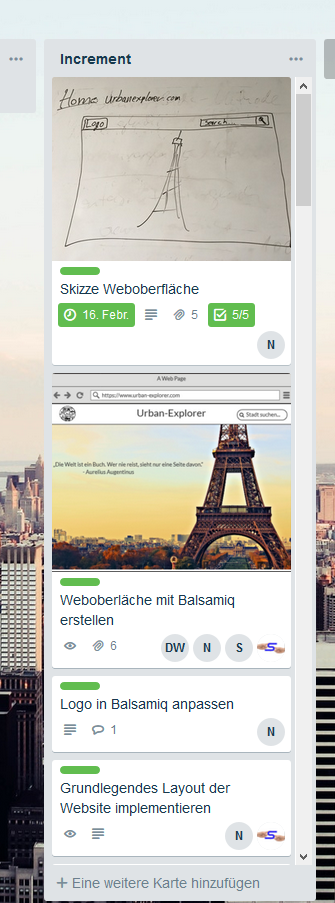 Increment
Home urbanexplorer.com
Logo
Search...
Skizze Weboberfläche
16. Febr.
5
5/5
N
A Web Page
https://www.urban-explorer.com
Urban-Explorer
Stadt suchen...
„Die Welt ist ein Buch. Wer nie reist, sieht nur eine Seite davon."
- Aurelius Augentinus
Weboberläche mit Balsamiq
erstellen
6
DW
N
S
S
Logo in Balsamiq anpassen
1
N
Grundlegendes Layout der
Website implementieren
N
S
+ Eine weitere Karte hinzufügen